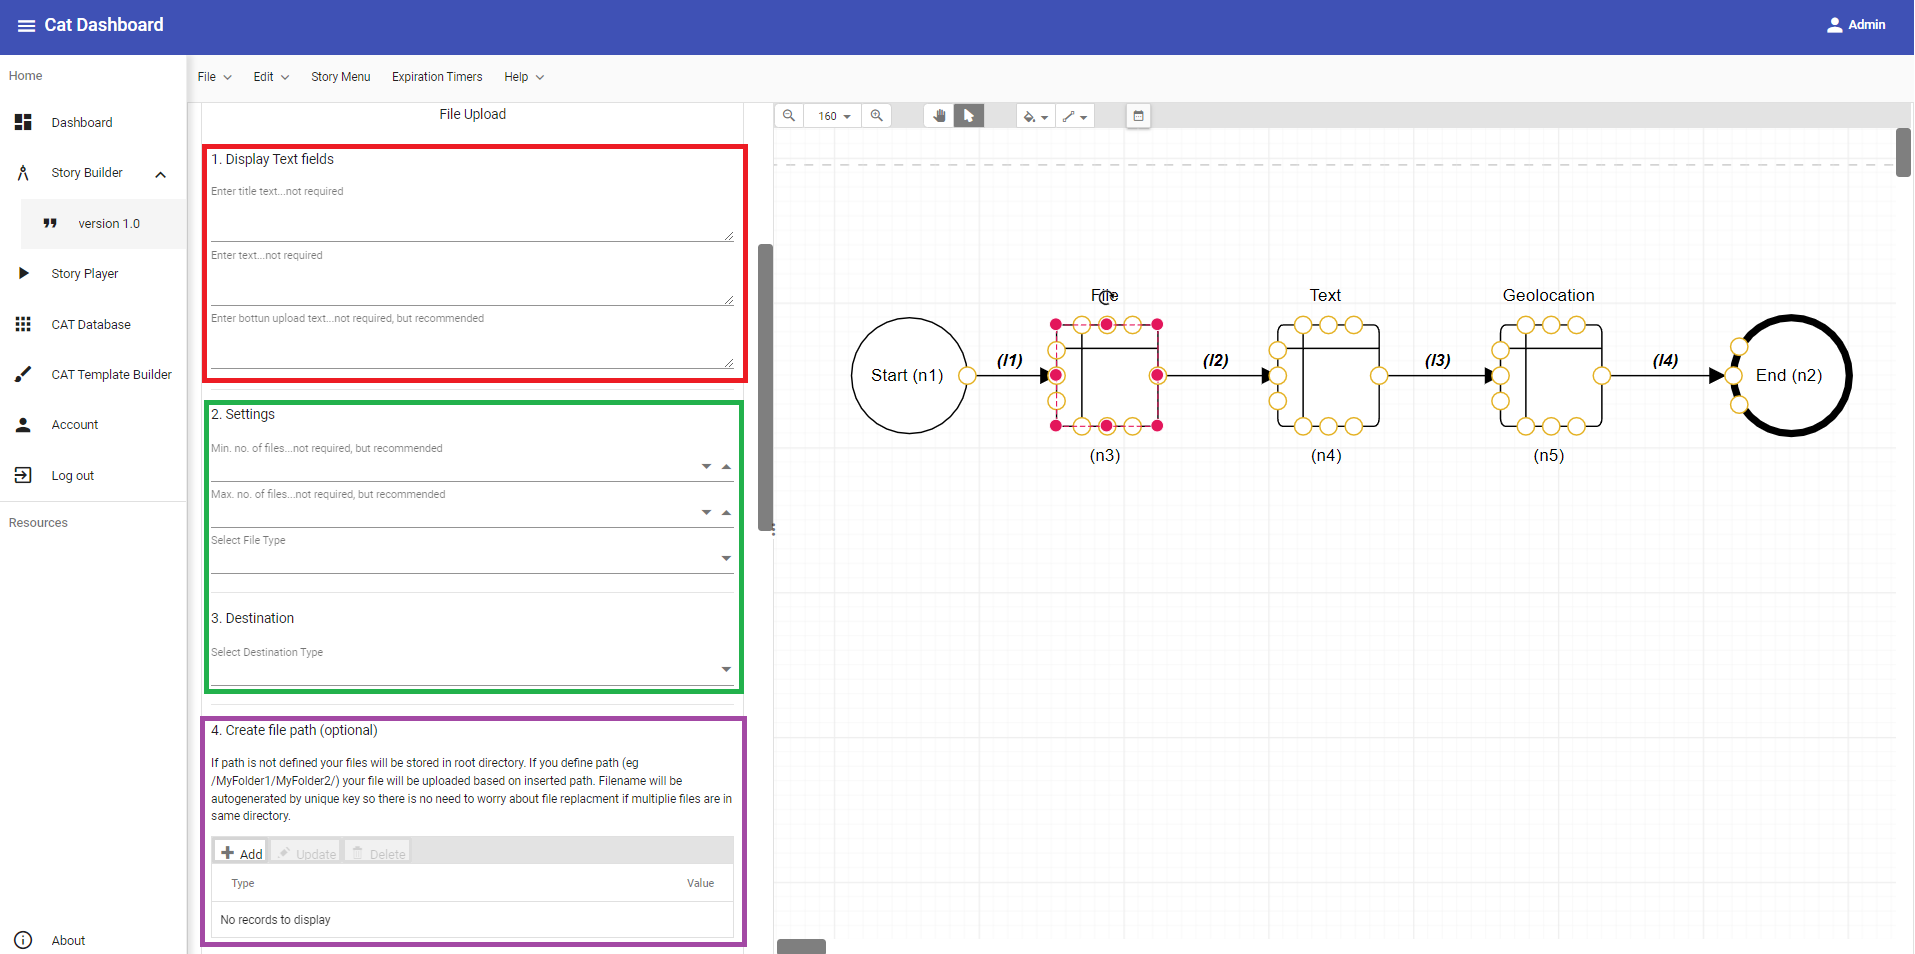 Cat Dashboard
Admin
Home
Dashboard
Story Builder
version 1.0
Story Player
CAT Database
CAT Template Builder
Account
Log out
Resources
About
File
Edit
Story Menu
Expiration Timers
Help
File Upload
1. Display Text fields
Enter title text...not required
Enter text...not required
Enter bottun upload text...not required, but recommended
2. Settings
Min. no. of files...not required, but recommended
Max. no. of files...not required, but recommended
Select File Type
3. Destination
Select Destination Type
4. Create file path (optional)
If path is not defined your files will be stored in root directory. If you define path (eg
/MyFolder1/MyFolder2/) your file will be uploaded based on inserted path. Filename will be
autogenerated by unique key so there is no need to worry about file replacment if multiplie files are in
same directory.
Add
Update
Delete
Type
Value
No records to display
160
File
Text
Geolocation
Start (n1)
(l1)
(l2)
(l3)
(l4)
End (n2)
(n3)
(n4)
(n5)